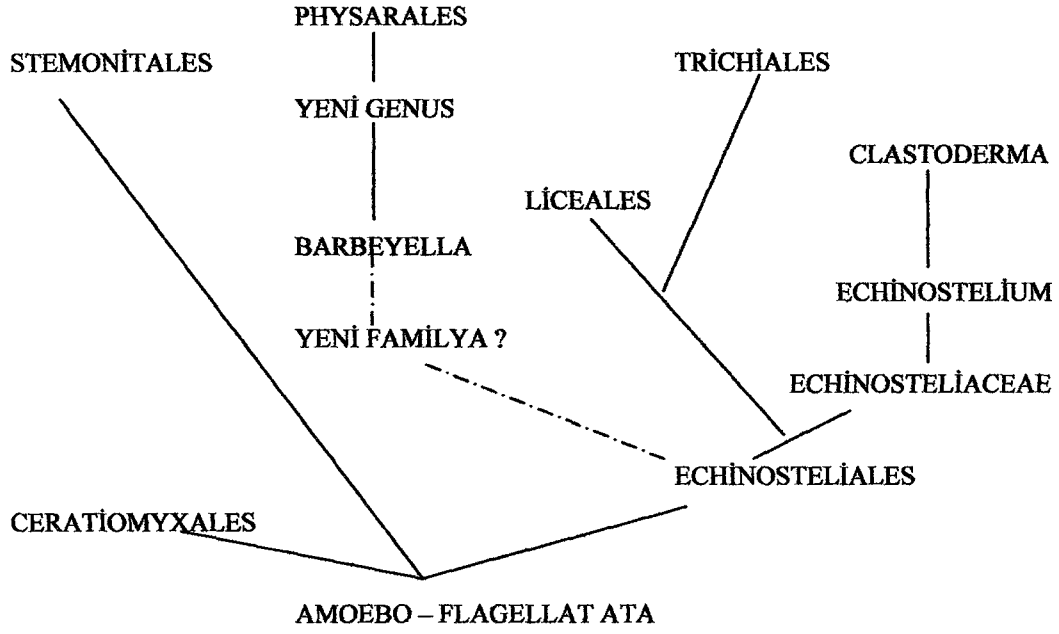 PHYSARALES
STEMONİTALES
TRİCHİALES
YENİ GENUS
CLASTODERMA
LİCEALES
BARBEYELLA
ECHİNOSTELİUM
YENİ FAMİLYA ?
ECHİNOSTELİACEAE
ECHİNOSTELİALES
CERATİOMYXALES
AMOEBO – FLAGELLAT ATA